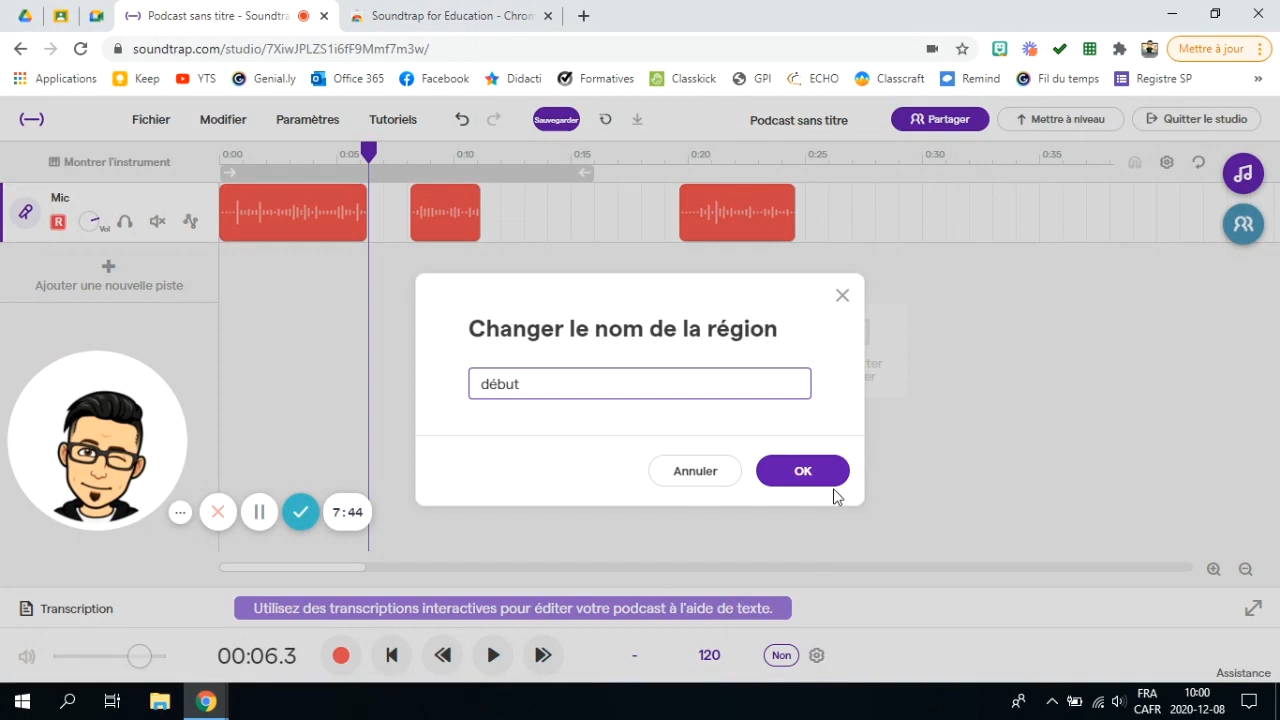 Podcast sans titre - Soundtra
Soundtrap for Education - Chrom
soundtrap.com/studio/7XiwJPLZS1i6fF9Mmf7m3w/
Mettre à jour
Applications Keep YTS Genial.ly Office 365 Facebook Didacti Formatives Classkick GPI ECHO Classcraft Remind Fil du temps Registre SP »
Fichier Modifier Paramètres Tutoriels Sauvegarder Podcast sans titre Partager Mettre à niveau Quitter le studio
Montrer l'instrument 0:00 0:05 0:10 0:15 0:20 0:25 0:30 0:35
Mic
R Vol
Ajouter une nouvelle piste
Changer le nom de la région
début
ter
er
Annuler OK
7:44
Transcription Utilisez des transcriptions interactives pour éditer votre podcast à l'aide de texte.
00:06.3 - 120 Non
Assistance
FRA 10:00
CAFR 2020-12-08